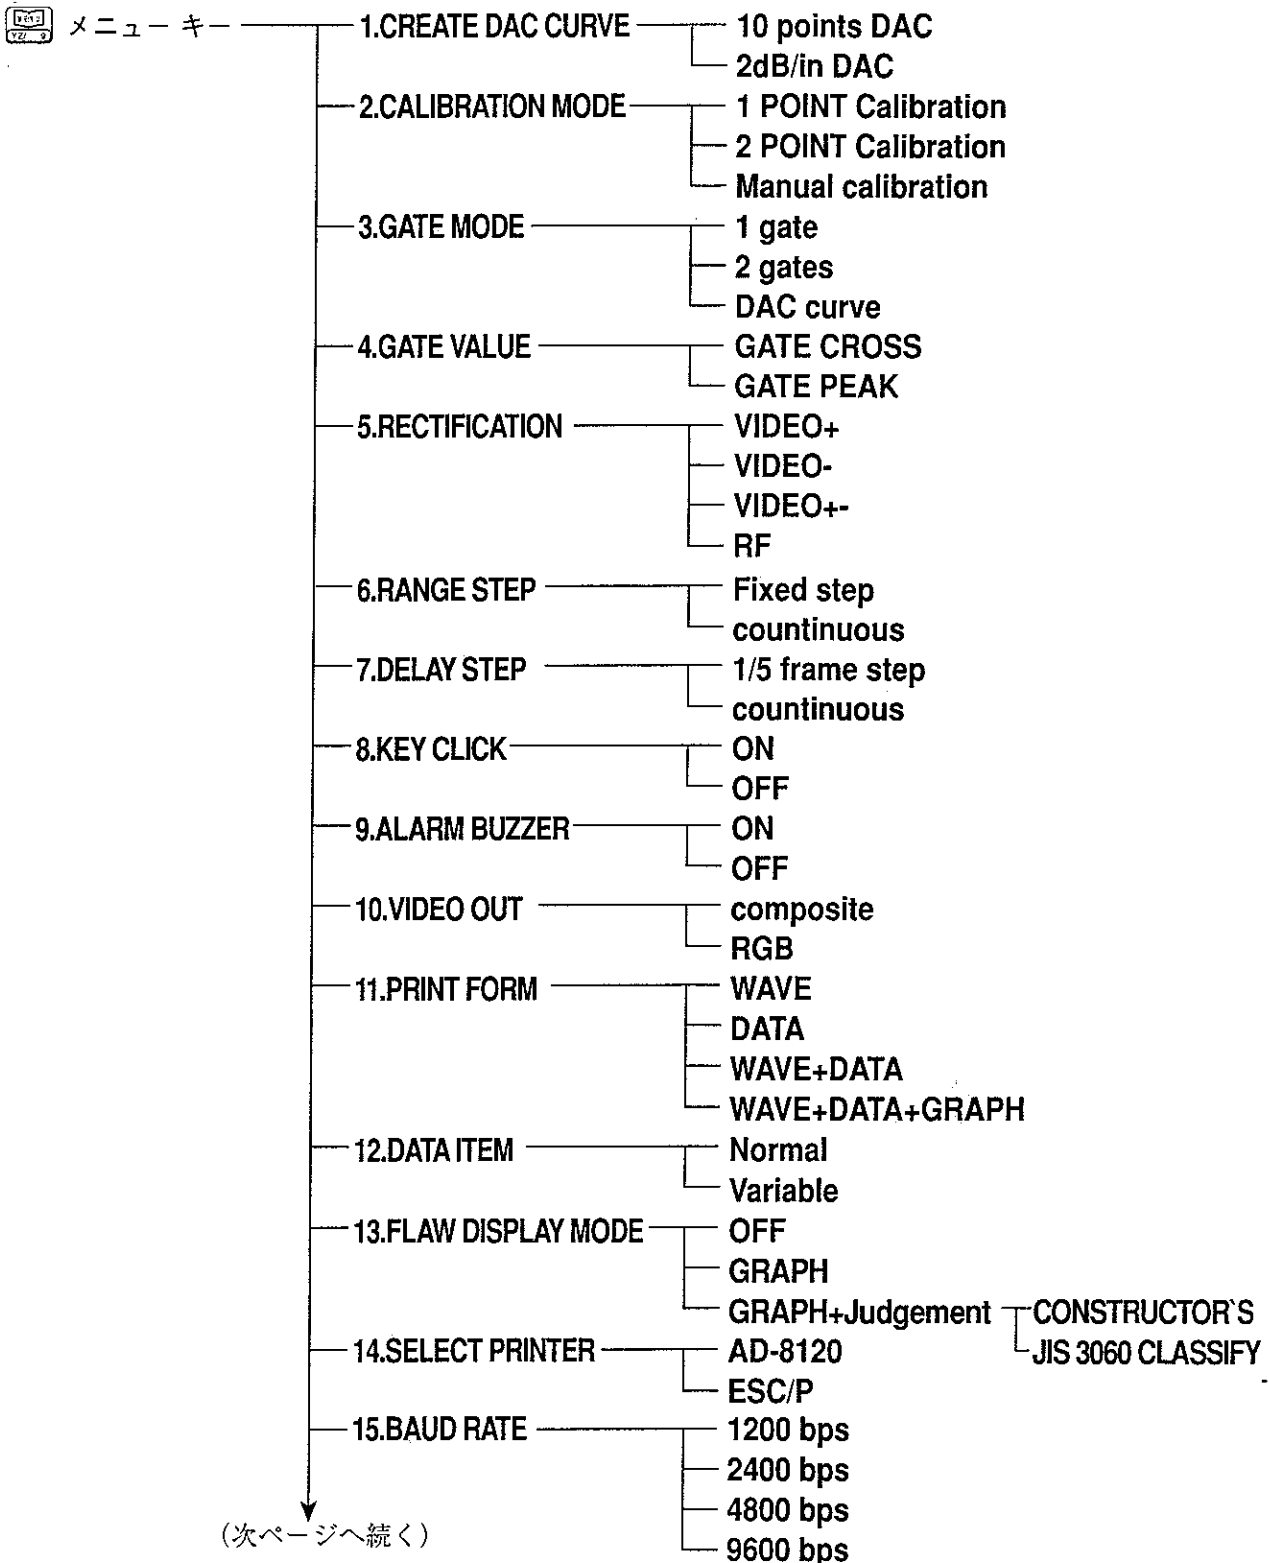 メニューキー 1.CREATE DAC CURVE 10 points DAC
2dB/in DAC
2.CALIBRATION MODE 1 POINT Calibration
2 POINT Calibration
Manual calibration
3.GATE MODE 1 gate
2 gates
DAC curve
4.GATE VALUE GATE CROSS
GATE PEAK
5.RECTIFICATION VIDEO+
VIDEO-
VIDEO+-
RF
6.RANGE STEP Fixed step
countinuous
7.DELAY STEP 1/5 frame step
countinuous
8.KEY CLICK ON
OFF
9.ALARM BUZZER ON
OFF
10.VIDEO OUT composite
RGB
11.PRINT FORM WAVE
DATA
WAVE+DATA
WAVE+DATA+GRAPH
12.DATA ITEM Normal
Variable
13.FLAW DISPLAY MODE OFF
GRAPH
GRAPH+Judgement CONSTRUCTOR`S
14.SELECT PRINTER AD-8120 JIS 3060 CLASSIFY
ESC/P
15.BAUD RATE 1200 bps
2400 bps
4800 bps
(次ページへ続く)
9600 bps